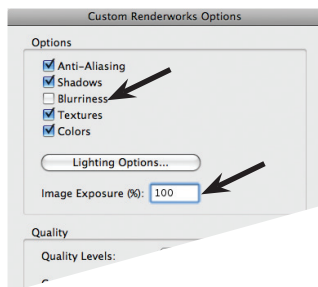 Custom Renderworks Options
Options
Anti-Aliasing
Shadows
Blurriness
Textures
Colors
Lighting Options...
Image Exposure (%): 100
Quality
Quality Levels: